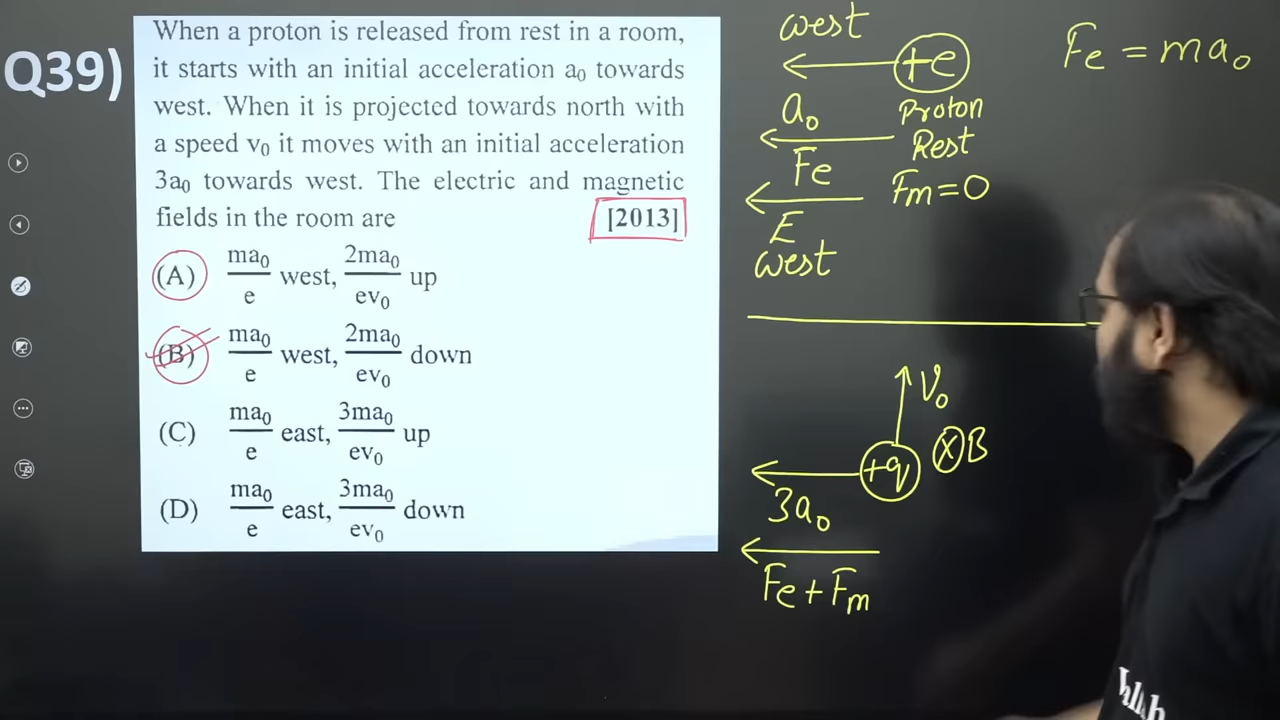 Q39)
When a proton is released from rest in a room,
it starts with an initial acceleration a₀ towards
west. When it is projected towards north with
a speed v₀ it moves with an initial acceleration
3a₀ towards west. The electric and magnetic
fields in the room are [2013]
(A) ma₀/e west, 2ma₀/ev₀ up
(B) ma₀/e west, 2ma₀/ev₀ down
(C) ma₀/e east, 3ma₀/ev₀ up
(D) ma₀/e east, 3ma₀/ev₀ down
west
+e
Fe = ma₀
a₀
Proton
Rest
Fe
Fm = 0
E
west
V₀
+q
B
3a₀
Fe + Fm